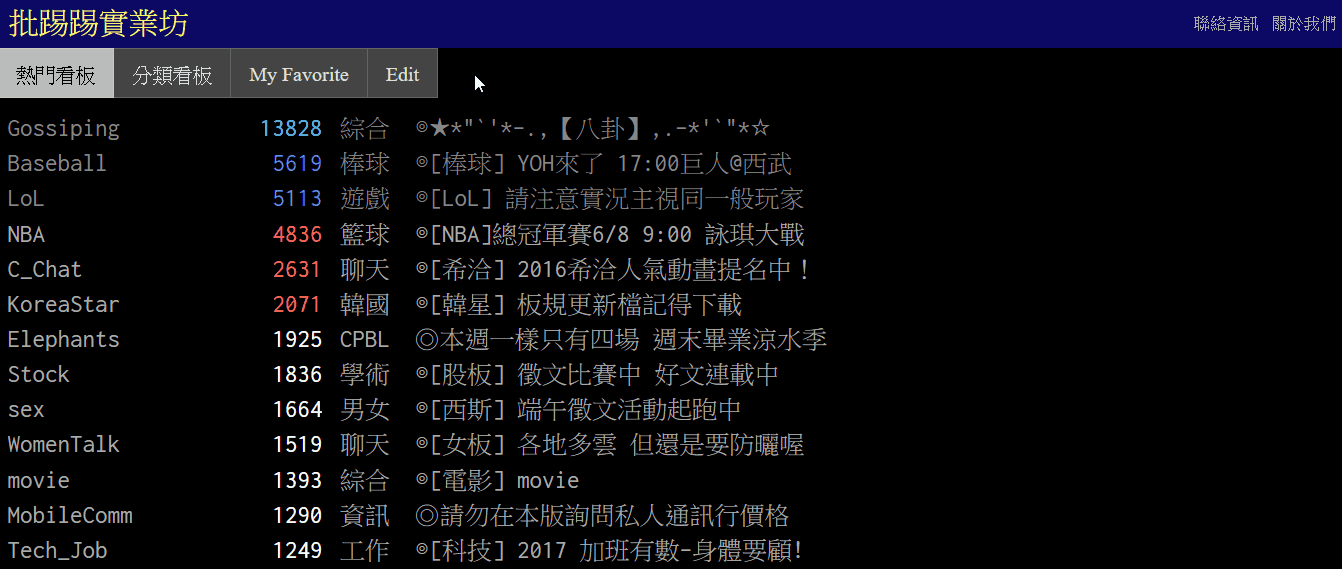 批踢踢實業坊 聯絡資訊 關於我們
熱門看板 分類看板 My Favorite Edit
Gossiping 13828 綜合 ◎★*"`'*-.,【八卦】,.-*'`"*☆
Baseball 5619 棒球 ◎[棒球] YOH來了 17:00巨人@西武
LoL 5113 遊戲 ◎[LoL] 請注意實況主視同一般玩家
NBA 4836 籃球 ◎[NBA]總冠軍賽6/8 9:00 詠琪大戰
C_Chat 2631 聊天 ◎[希洽] 2016希洽人氣動畫提名中！
KoreaStar 2071 韓國 ◎[韓星] 板規更新檔記得下載
Elephants 1925 CPBL ◎本週一樣只有四場 週末畢業涼水季
Stock 1836 學術 ◎[股板] 徵文比賽中 好文連載中
sex 1664 男女 ◎[西斯] 端午徵文活動起跑中
WomenTalk 1519 聊天 ◎[女板] 各地多雲 但還是要防曬喔
movie 1393 綜合 ◎[電影] movie
MobileComm 1290 資訊 ◎請勿在本版詢問私人通訊行價格
Tech_Job 1249 工作 ◎[科技] 2017 加班有數-身體要顧!